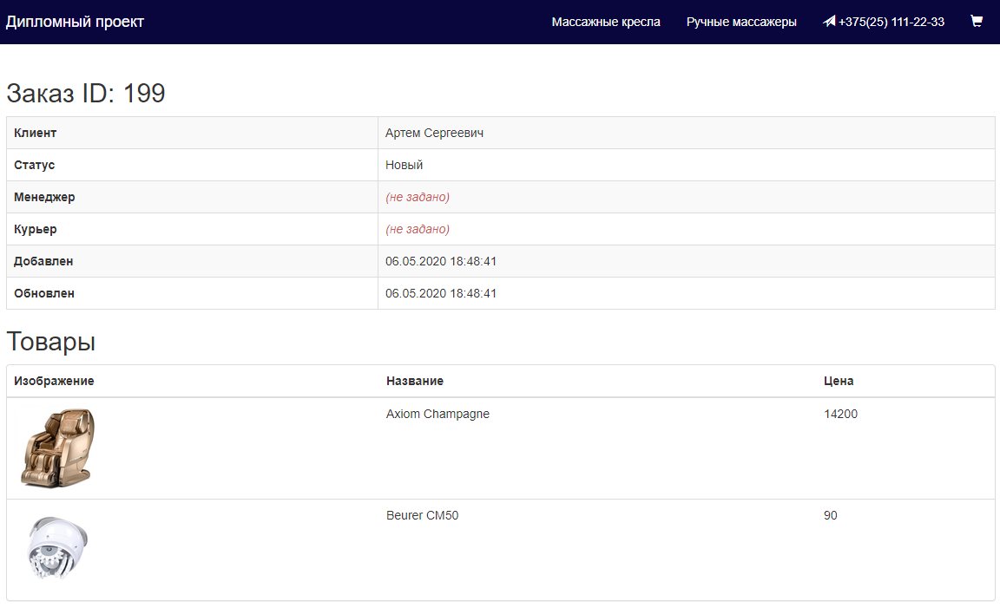 Дипломный проект Массажные кресла Ручные массажеры +375(25) 111-22-33
Заказ ID: 199
Клиент Артем Сергеевич
Статус Новый
Менеджер (не задано)
Курьер (не задано)
Добавлен 06.05.2020 18:48:41
Обновлен 06.05.2020 18:48:41
Товары
Изображение Название Цена
Axiom Champagne 14200
Beurer CM50 90